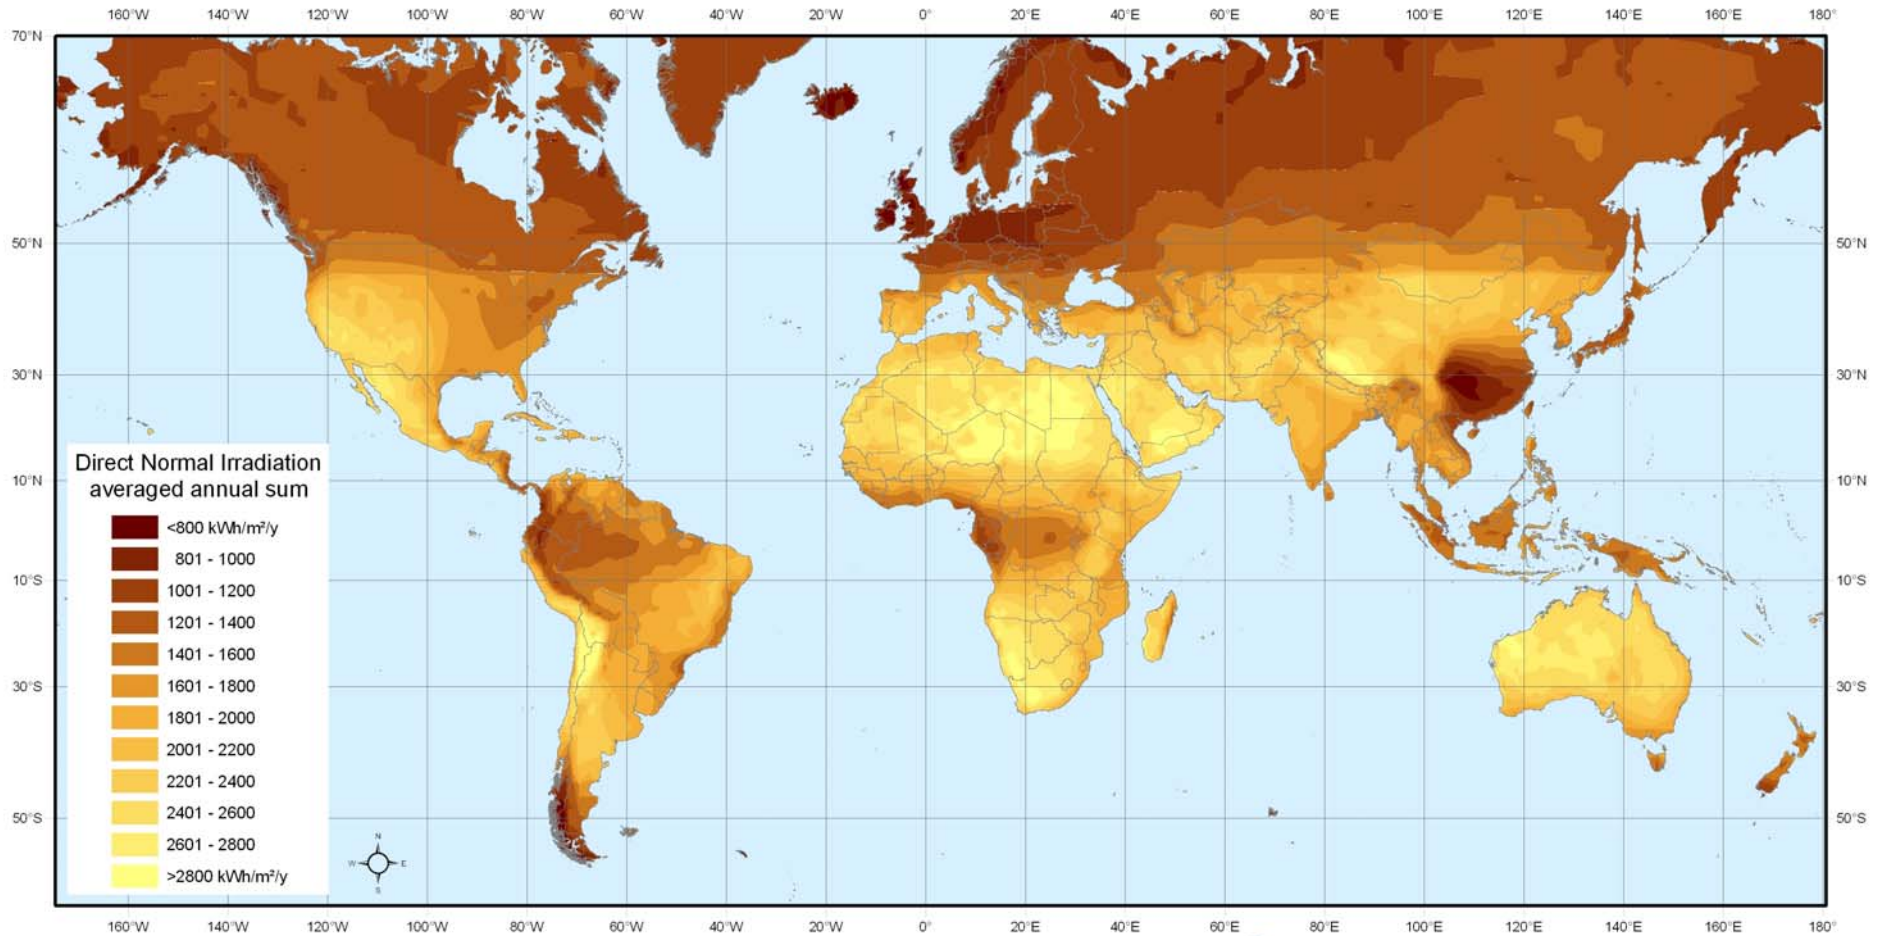 160°W 140°W 120°W 100°W 80°W 60°W 40°W 20°W 0° 20°E 40°E 60°E 80°E 100°E 120°E 140°E 160°E 180°
70°N
50°N 50°N
30°N 30°N
Direct Normal Irradiation
averaged annual sum
10°N 10°N
<800 kWh/m²/y
801 - 1000
10°S 10°S
1001 - 1200
1201 - 1400
1401 - 1600
30°S 30°S
1601 - 1800
1801 - 2000
2001 - 2200
2201 - 2400
50°S 50°S
2401 - 2600
2601 - 2800
>2800 kWh/m²/y
N
W E
S
160°W 140°W 120°W 100°W 80°W 60°W 40°W 20°W 0° 20°E 40°E 60°E 80°E 100°E 120°E 140°E 160°E 180°